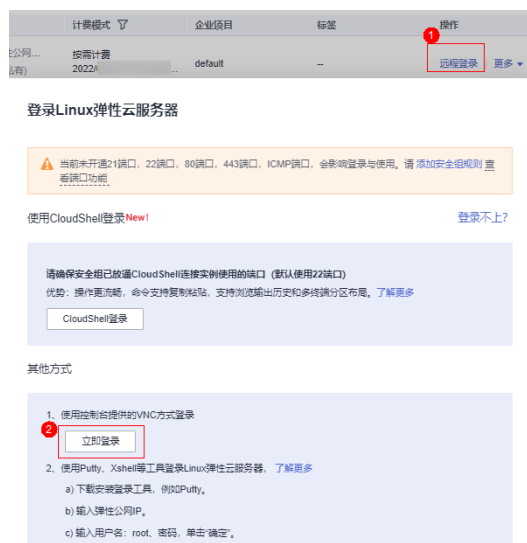 计费模式 企业项目 标签 操作
1
公网...
按需计费
default -- 远程登录 更多
有)
2022/ ...
登录Linux弹性云服务器
当前未开通21端口，22端口，80端口，443端口，ICMP端口，会影响登录与使用。请 添加安全组规则 查
看端口功能
使用CloudShell登录New! 登录不上?
请确保安全组已放通CloudShell连接实例使用的端口（默认使用22端口）
优势：操作更流畅，命令支持复制粘贴，支持浏览输出历史和多终端分区布局。了解更多
CloudShell登录
其他方式
1、使用控制台提供的VNC方式登录
2
立即登录
2、使用Putty、Xshell等工具登录Linux弹性云服务器，了解更多
a) 下载安装登录工具，例如Putty。
b) 输入弹性公网IP。
c) 输入用户名：root、密码，单击“确定”。